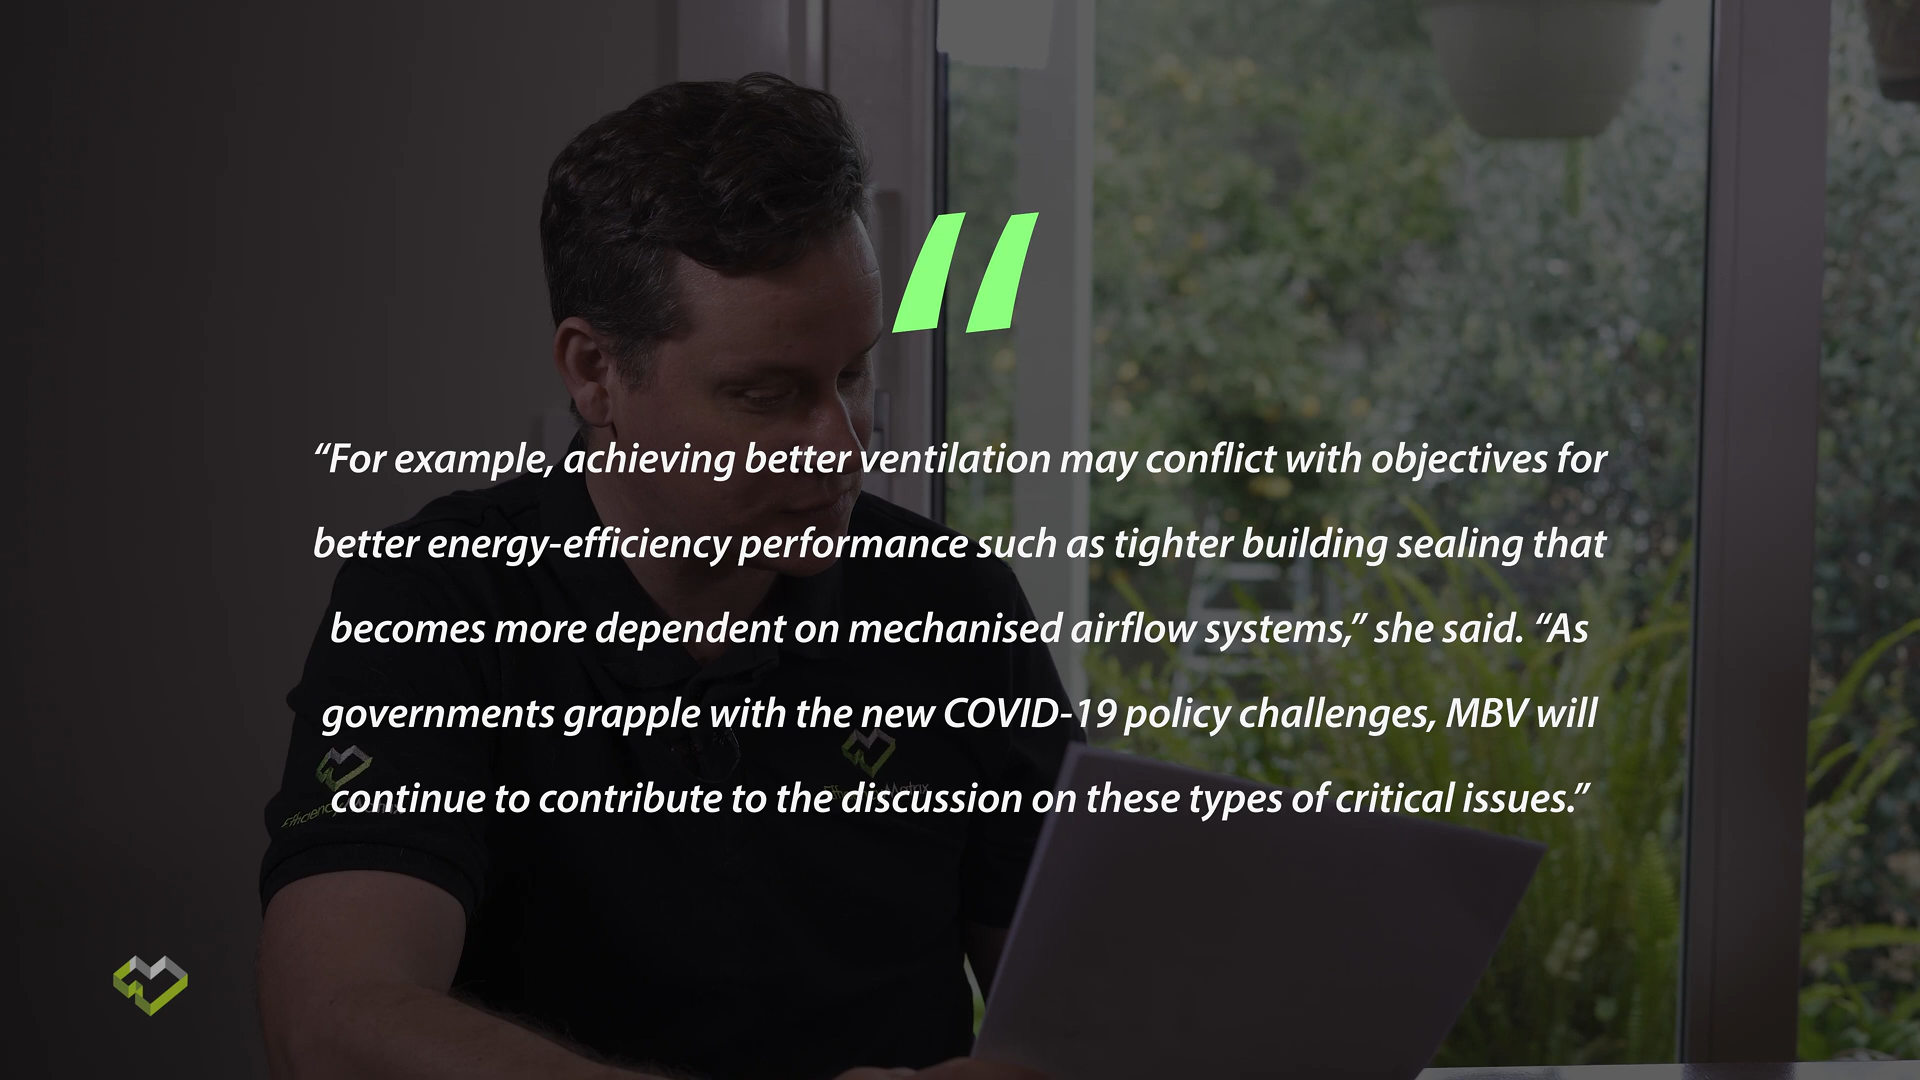 “For example, achieving better ventilation may conflict with objectives for
better energy-efficiency performance such as tighter building sealing that
becomes more dependent on mechanised airflow systems,” she said. “As
governments grapple with the new COVID-19 policy challenges, MBV will
continue to contribute to the discussion on these types of critical issues.”